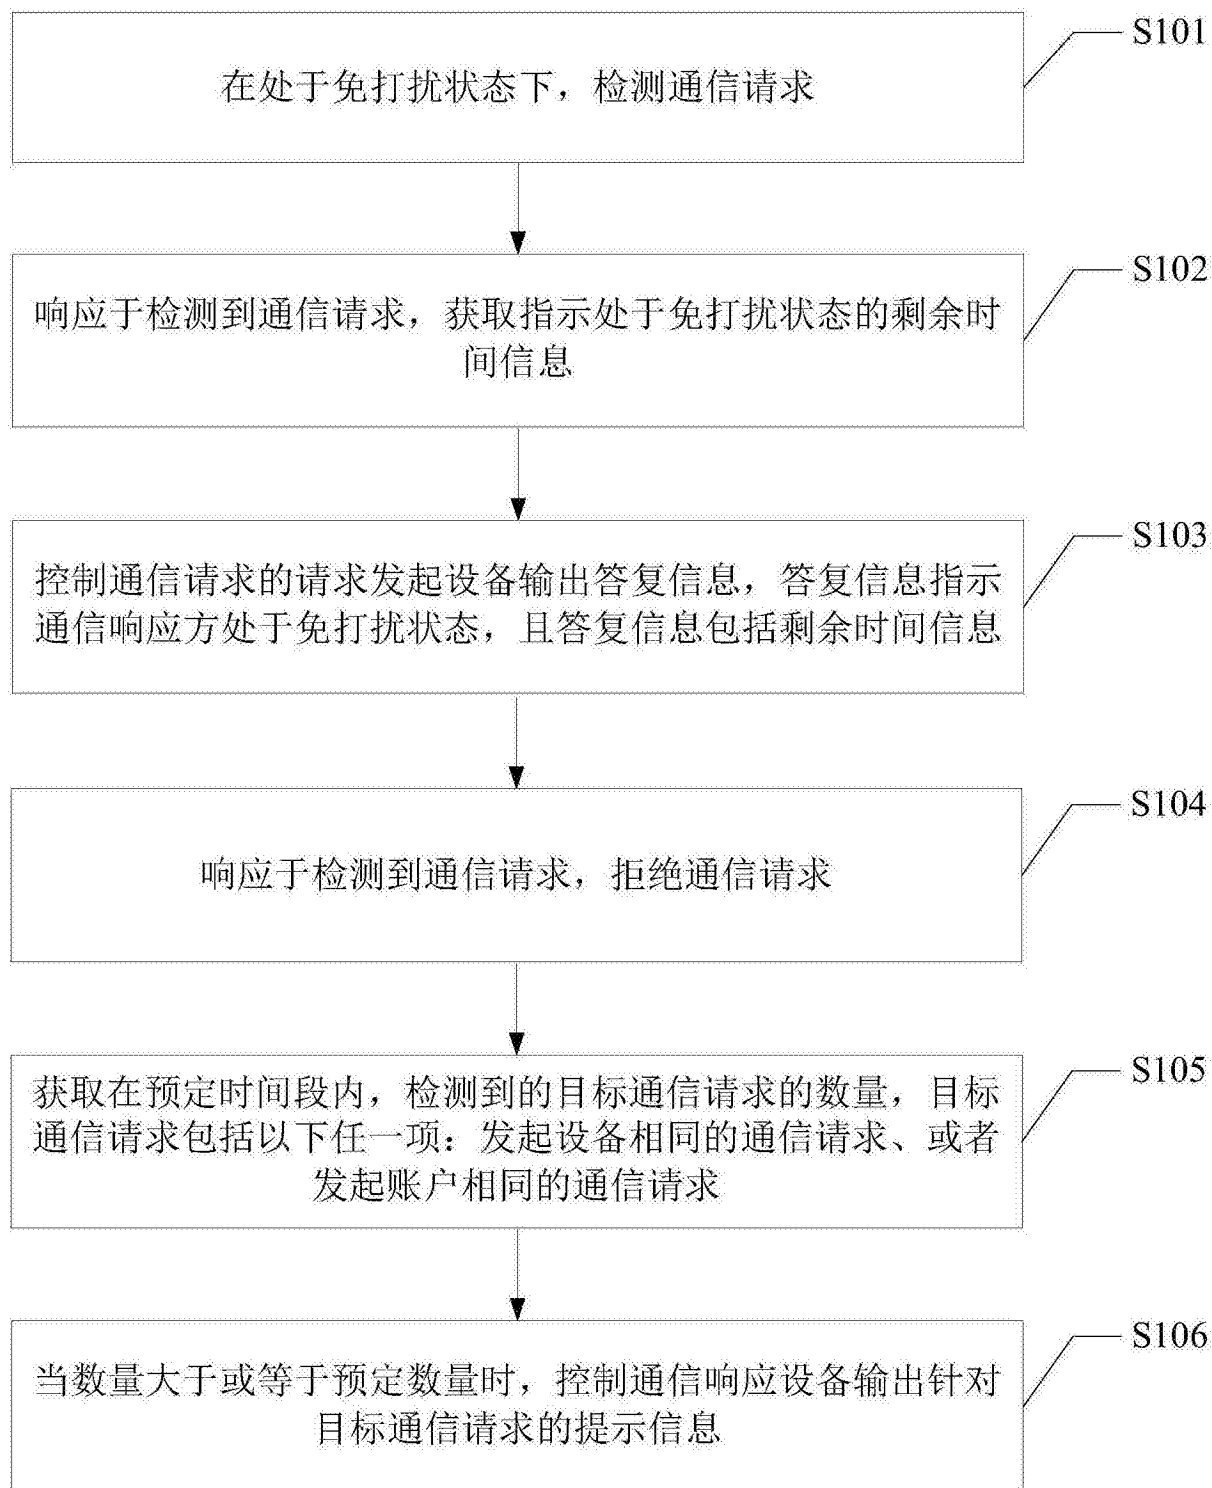 在处于免打扰状态下，检测通信请求
S101
响应于检测到通信请求，获取指示处于免打扰状态的剩余时
间信息
S102
控制通信请求的请求发起设备输出答复信息，答复信息指示
通信响应方处于免打扰状态，且答复信息包括剩余时间信息
S103
响应于检测到通信请求，拒绝通信请求
S104
获取在预定时间段内，检测到的目标通信请求的数量，目标
通信请求包括以下任一项：发起设备相同的通信请求、或者
发起账户相同的通信请求
S105
当数量大于或等于预定数量时，控制通信响应设备输出针对
目标通信请求的提示信息
S106